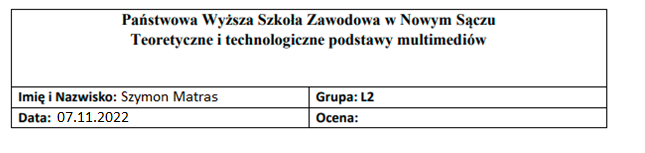 Państwowa Wyższa Szkoła Zawodowa w Nowym Sączu
Teoretyczne i technologiczne podstawy multimediów
Imię i Nazwisko: Szymon Matras Grupa: L2
Data: 07.11.2022 Ocena: